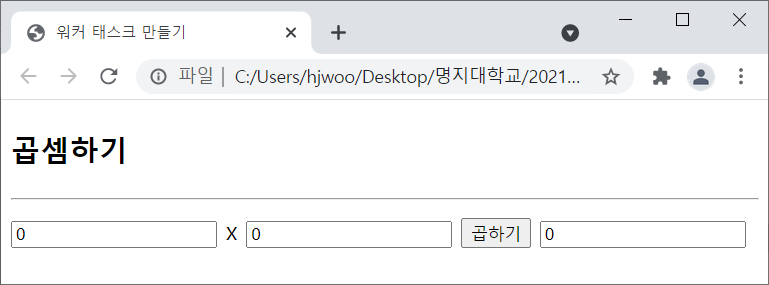 워커 태스크 만들기
파일 | C:/Users/hjwoo/Desktop/명지대학교/2021...
곱셈하기
0 X 0 곱하기 0